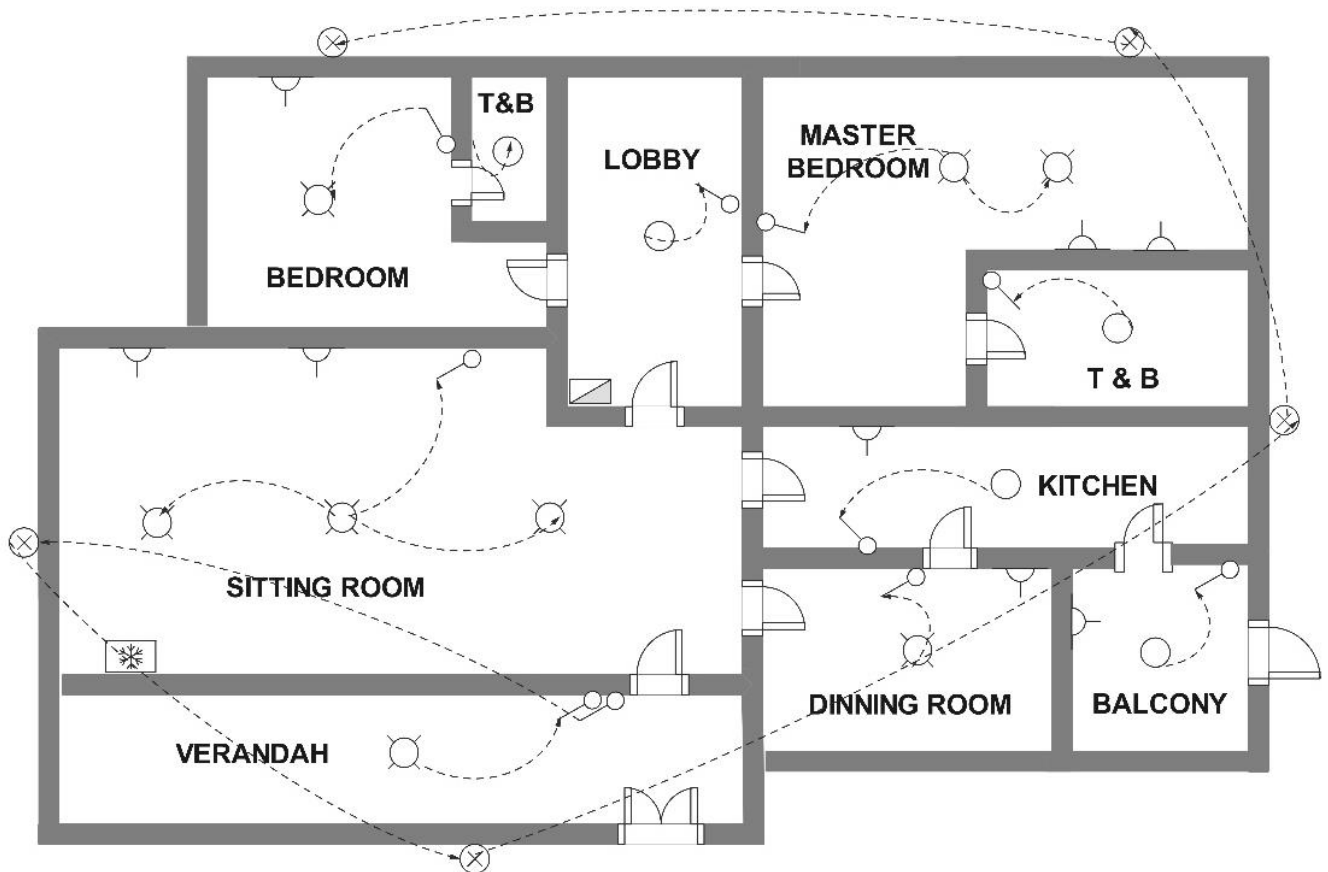 T&B
LOBBY
MASTER
BEDROOM
BEDROOM
T & B
KITCHEN
SITTING ROOM
DINNING ROOM
BALCONY
VERANDAH